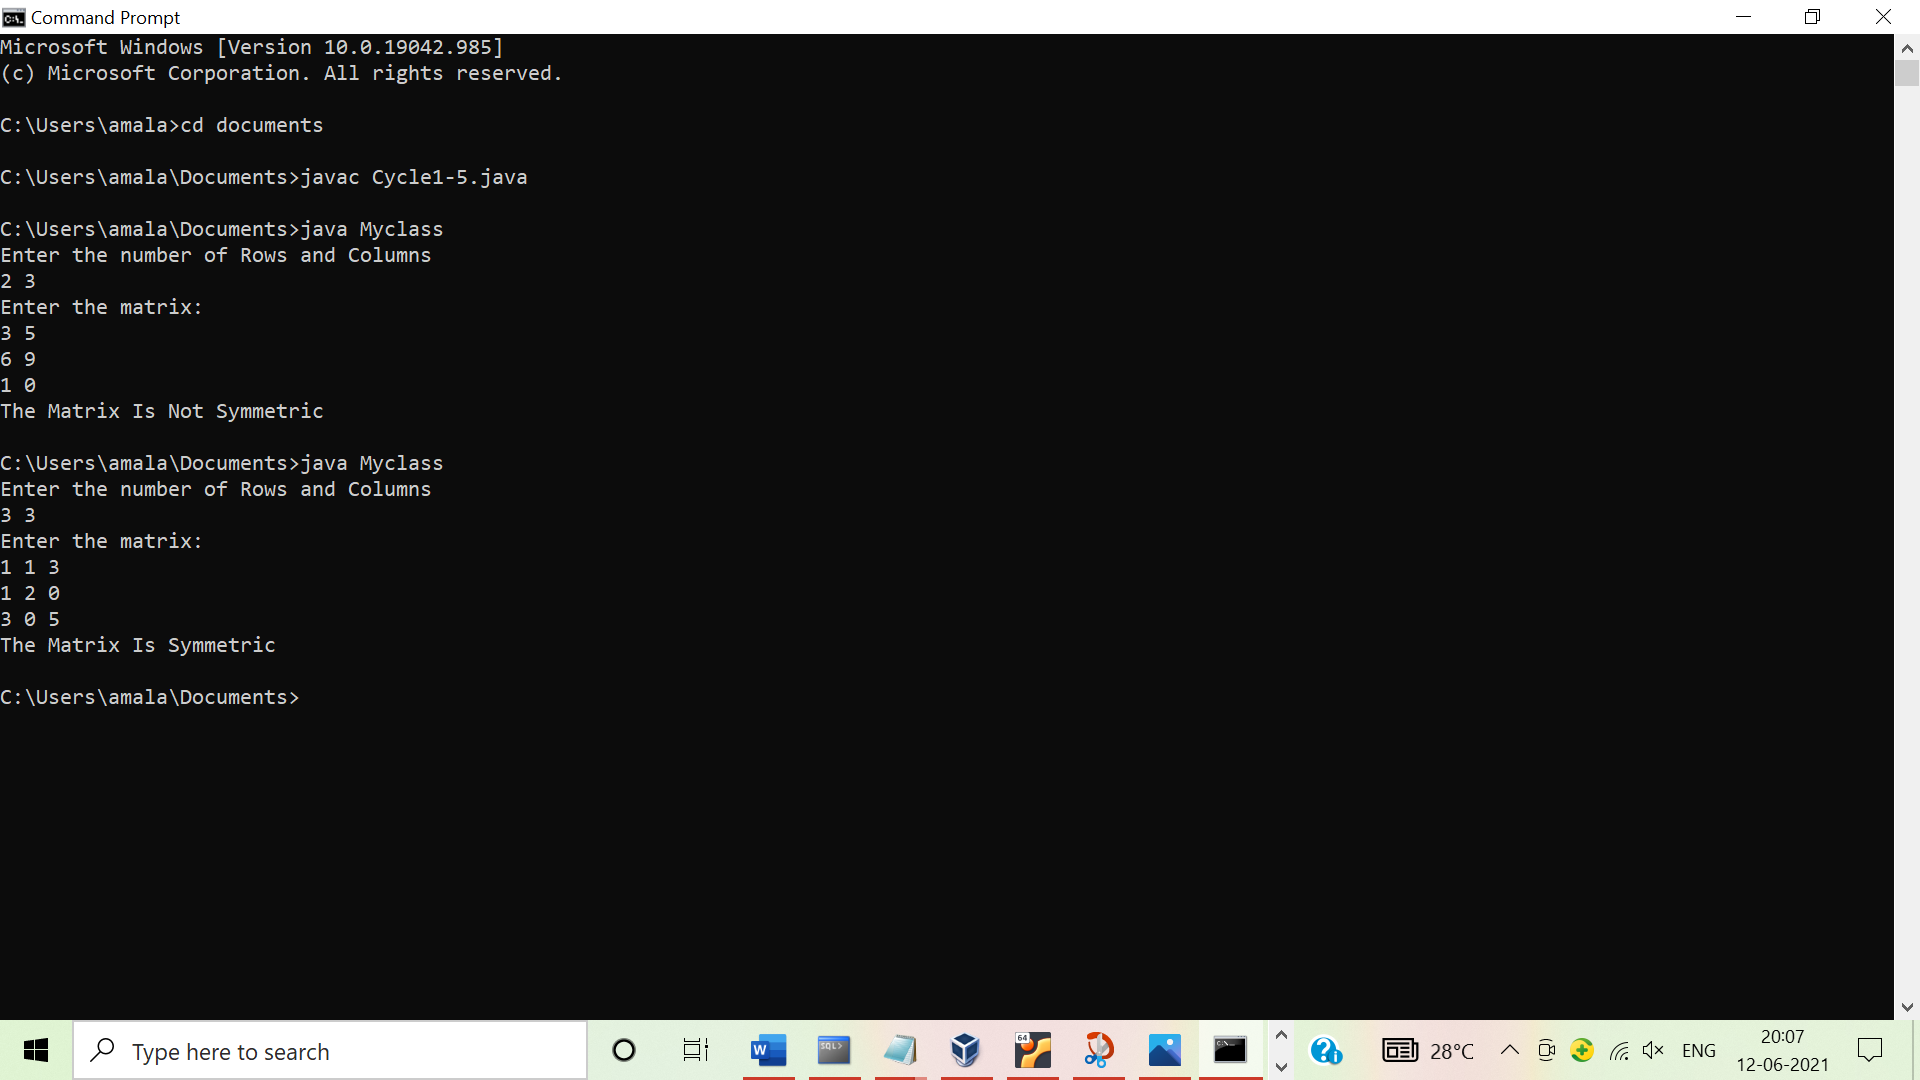 Command Prompt
Microsoft Windows [Version 10.0.19042.985]
(c) Microsoft Corporation. All rights reserved.
C:\Users\amala>cd documents
C:\Users\amala\Documents>javac Cycle1-5.java
C:\Users\amala\Documents>java Myclass
Enter the number of Rows and Columns
2 3
Enter the matrix:
3 5
6 9
1 0
The Matrix Is Not Symmetric
C:\Users\amala\Documents>java Myclass
Enter the number of Rows and Columns
3 3
Enter the matrix:
1 1 3
1 2 0
3 0 5
The Matrix Is Symmetric
C:\Users\amala\Documents>
Type here to search
W
SQL>
64
28°C
ENG
20:07
12-06-2021